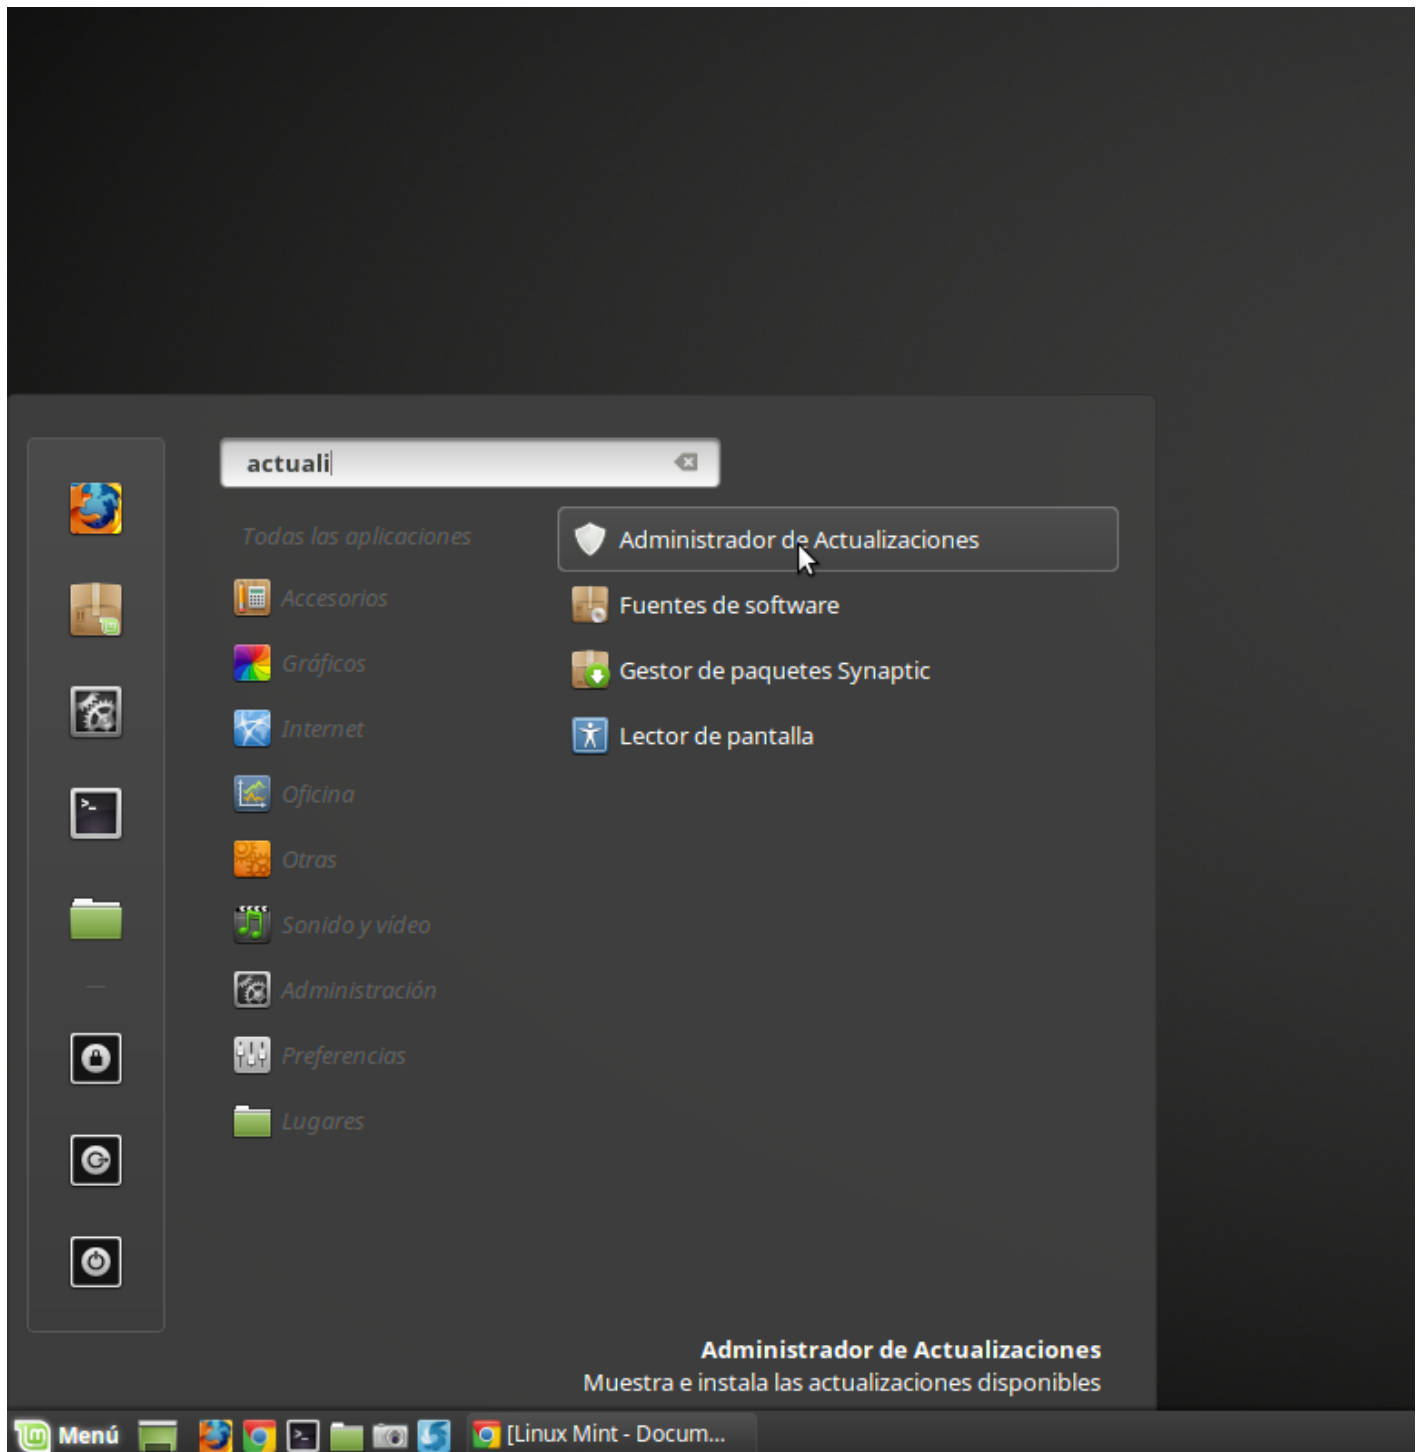 actuali
Todas las aplicaciones
Accesorios
Gráficos
Internet
Oficina
Otras
Sonido y vídeo
Administración
Preferencias
Lugares
Administrador de Actualizaciones
Fuentes de software
Gestor de paquetes Synaptic
Lector de pantalla
Administrador de Actualizaciones
Muestra e instala las actualizaciones disponibles
Menú
[Linux Mint - Docum...